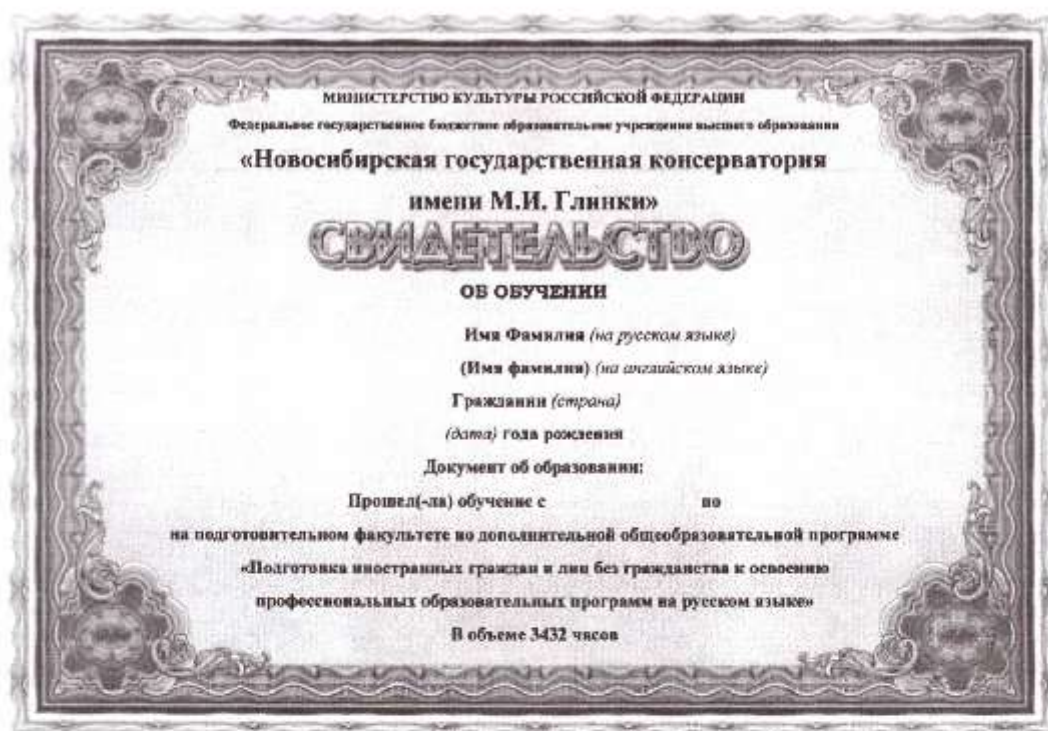 МИНИСТЕРСТВО КУЛЬТУРЫ РОССИЙСКОЙ ФЕДЕРАЦИИ
Федеральное государственное бюджетное образовательное учреждение высшего образования
«Новосибирская государственная консерватория
имени М.И. Глинки»
СВИДЕТЕЛЬСТВО
ОБ ОБУЧЕНИИ
Имя Фамилия (на русском языке)
(Имя фамилия) (на английском языке)
Гражданин (страна)
(дата) года рождения
Документ об образовании:
Прошел(-ла) обучение с по
на подготовительном факультете по дополнительной общеобразовательной программе
«Подготовка иностранных граждан и лиц без гражданства к освоению
профессиональных образовательных программ на русском языке»
В объеме 3432 часов